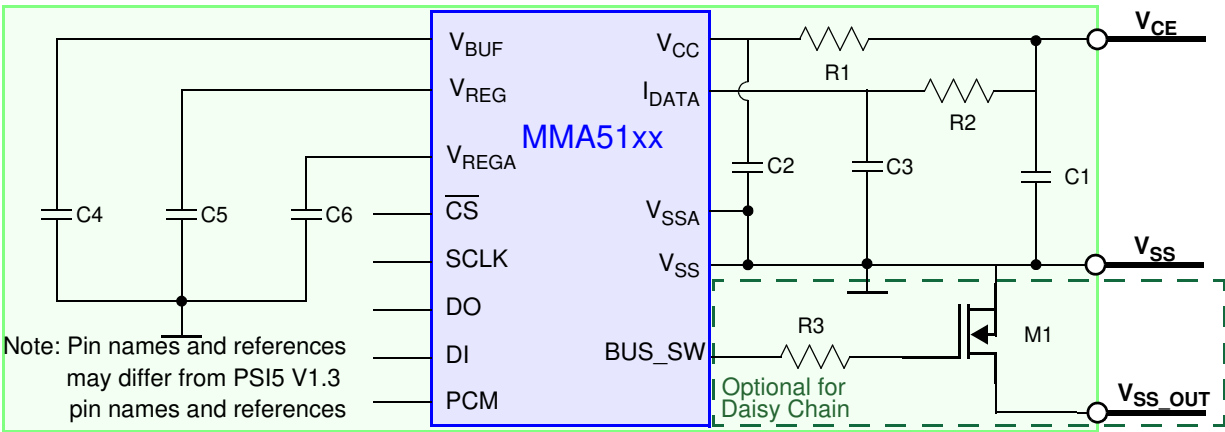 V_BUF
V_REG
V_REGA
CS
SCLK
DO
DI
PCM
MMA51xx
V_CC
I_DATA
V_SSA
V_SS
BUS_SW
C4
C5
C6
R1
R2
C2
C3
C1
V_CE
V_SS
R3
M1
Optional for
Daisy Chain
V_SS_OUT
Note: Pin names and references
may differ from PSI5 V1.3
pin names and references